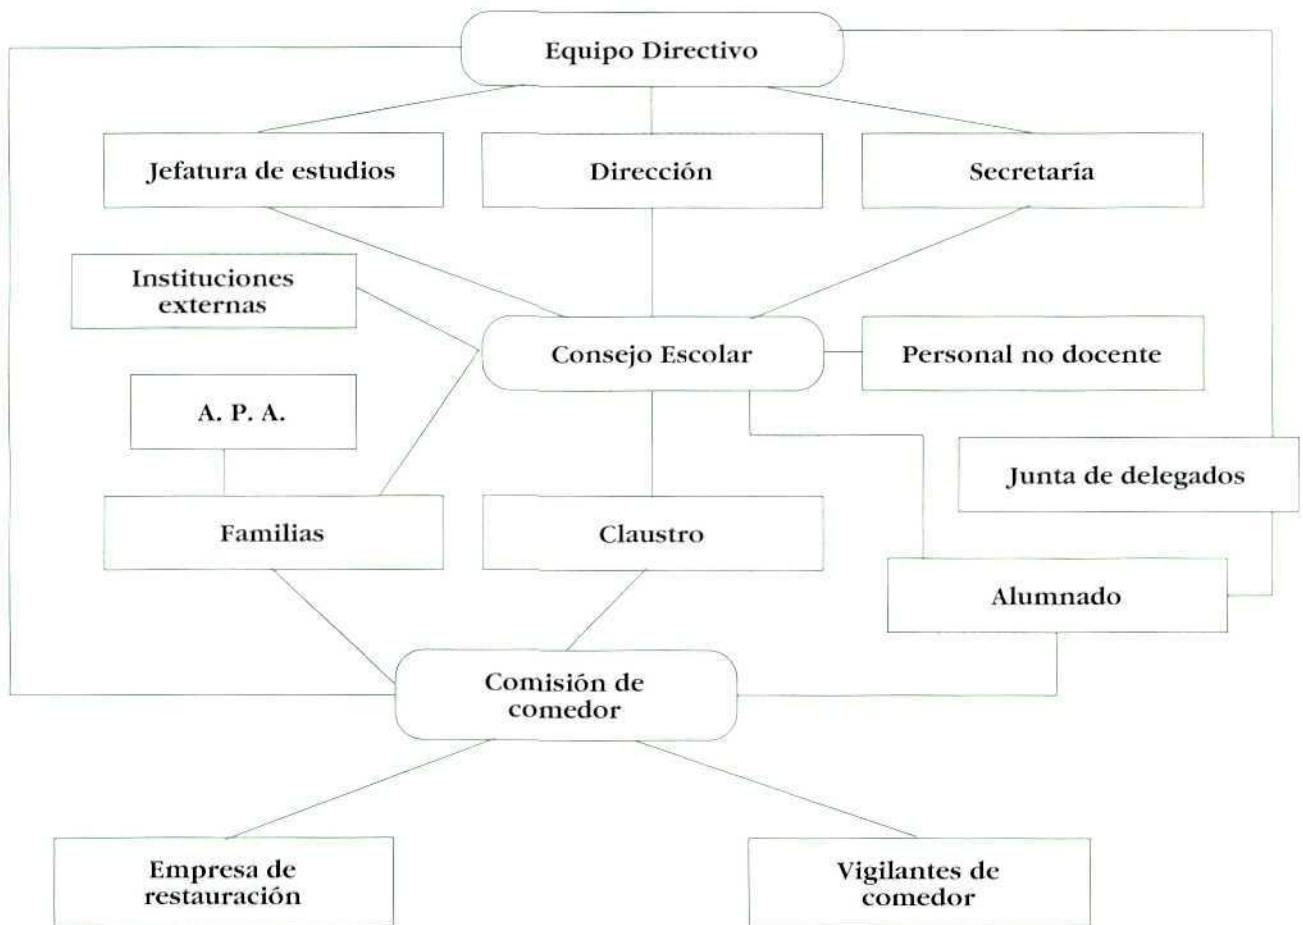 Equipo Directivo
Jefatura de estudios
Dirección
Secretaría
Instituciones
externas
Consejo Escolar
Personal no docente
A. P. A.
Junta de delegados
Familias
Claustro
Alumnado
Comisión de
comedor
Empresa de
restauración
Vigilantes de
comedor